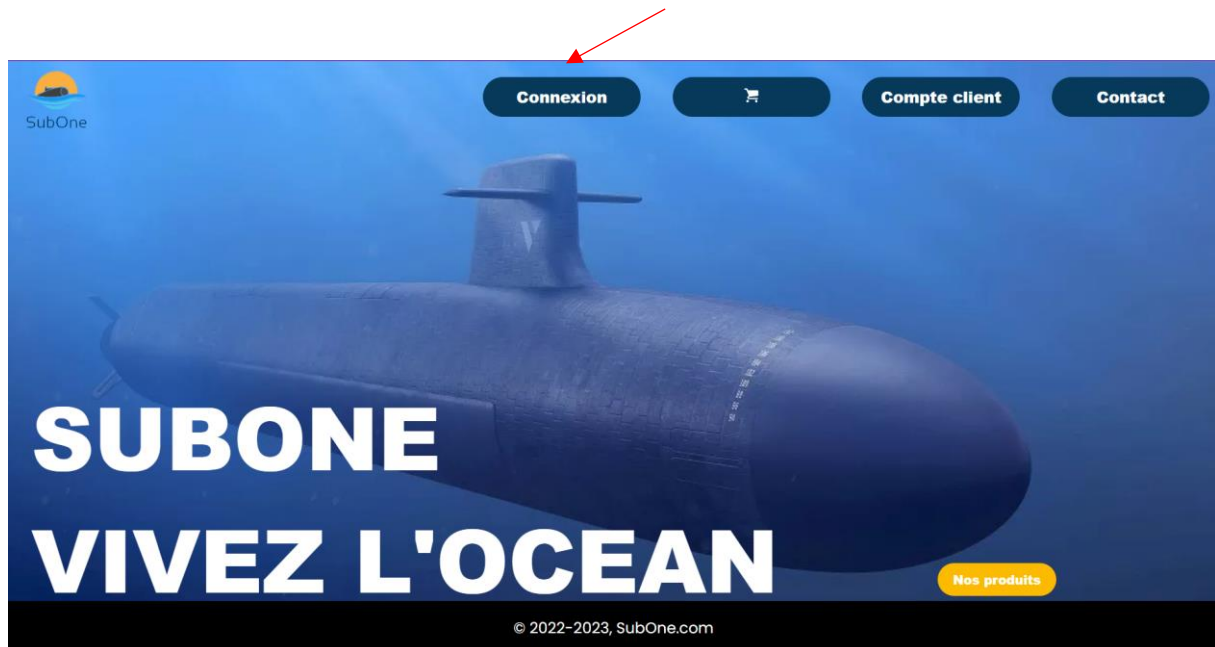 SubOne
Connexion
Compte client
Contact
SUBONE
VIVEZ L'OCEAN
Nos produits
© 2022-2023, SubOne.com